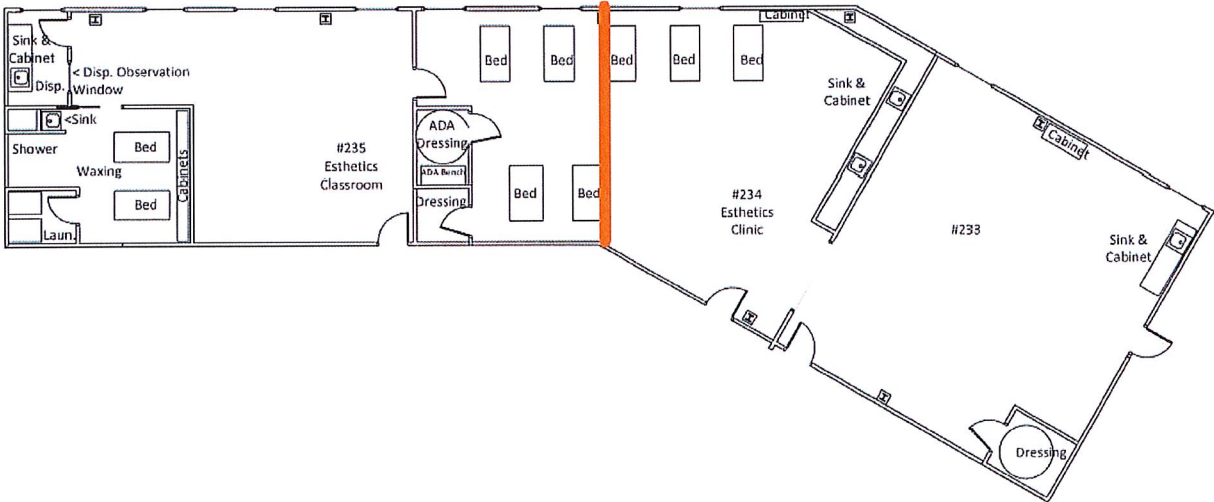 Sink &
Cabinet
Disp.
< Disp. Observation
Window
<Sink
Shower
Waxing
Bed
Bed
Cabinets
Laun.
#235
Esthetics
Classroom
ADA
Dressing
ADA Bench
Dressing
Bed
Bed
Bed
Bed
Bed
Bed
Bed
Cabinet
Sink &
Cabinet
#234
Esthetics
Clinic
#233
Cabinet
Sink &
Cabinet
Dressing